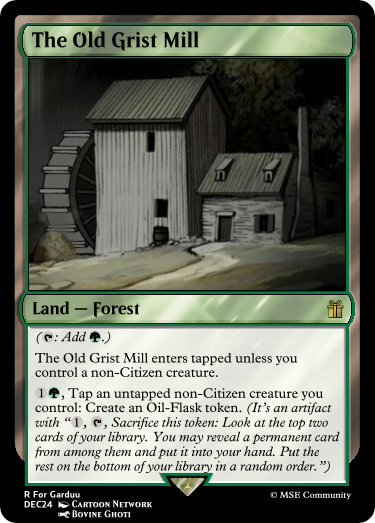 The Old Grist Mill
Land — Forest
(T: Add G.)
The Old Grist Mill enters tapped unless you
control a non-Citizen creature.
1, Tap an untapped non-Citizen creature you
control: Create an Oil-Flask token. (It's an artifact
with “1, T, Sacrifice this token: Look at the top two
cards of your library. You may reveal a permanent card
from among them and put it into your hand. Put the
rest on the bottom of your library in a random order.”)
R For Garduu
DEC24 Cartoon Network
Bovine Ghoti
© MSE Community